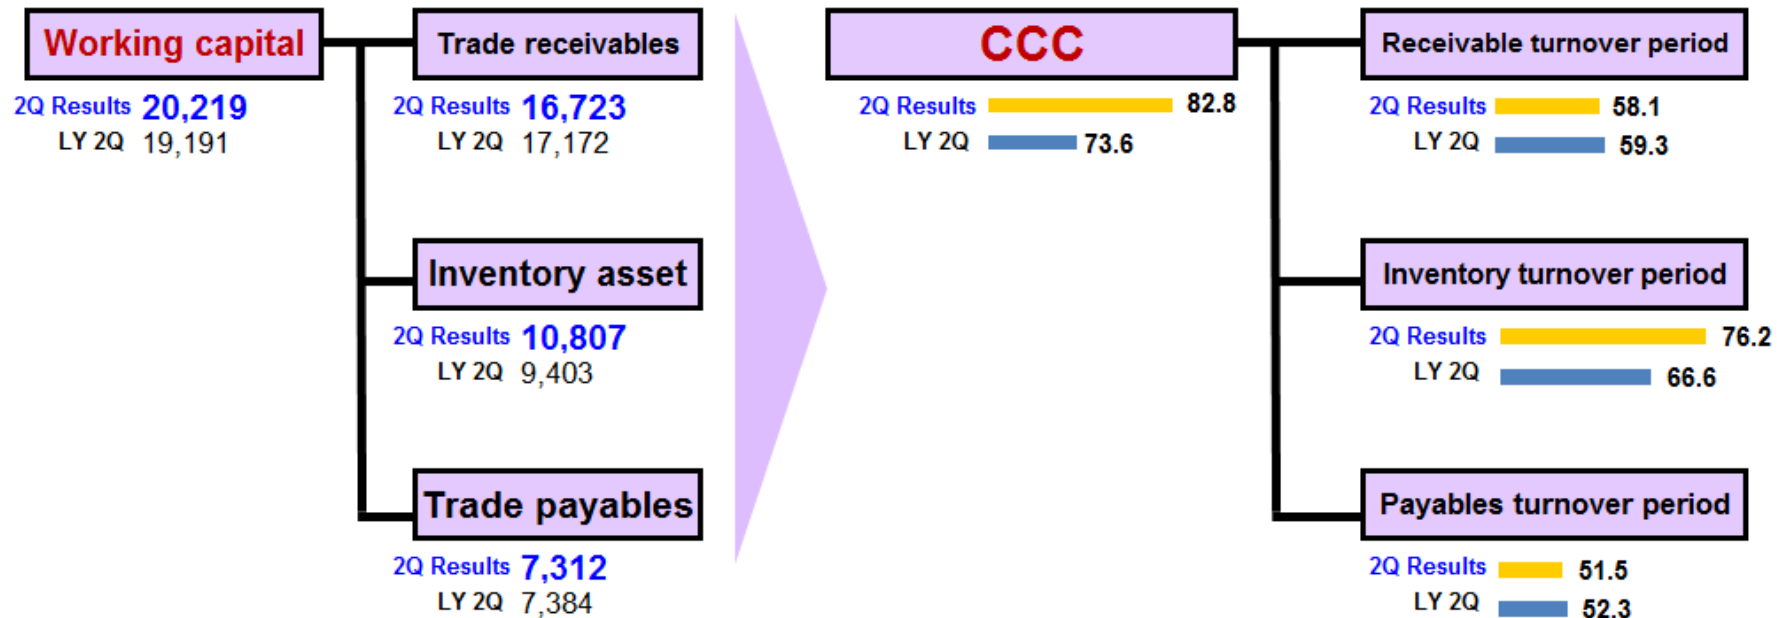 Working capital
2Q Results 20,219
LY 2Q 19,191
Trade receivables
2Q Results 16,723
LY 2Q 17,172
Inventory asset
2Q Results 10,807
LY 2Q 9,403
Trade payables
2Q Results 7,312
LY 2Q 7,384
CCC
2Q Results 82.8
LY 2Q 73.6
Receivable turnover period
2Q Results 58.1
LY 2Q 59.3
Inventory turnover period
2Q Results 76.2
LY 2Q 66.6
Payables turnover period
2Q Results 51.5
LY 2Q 52.3